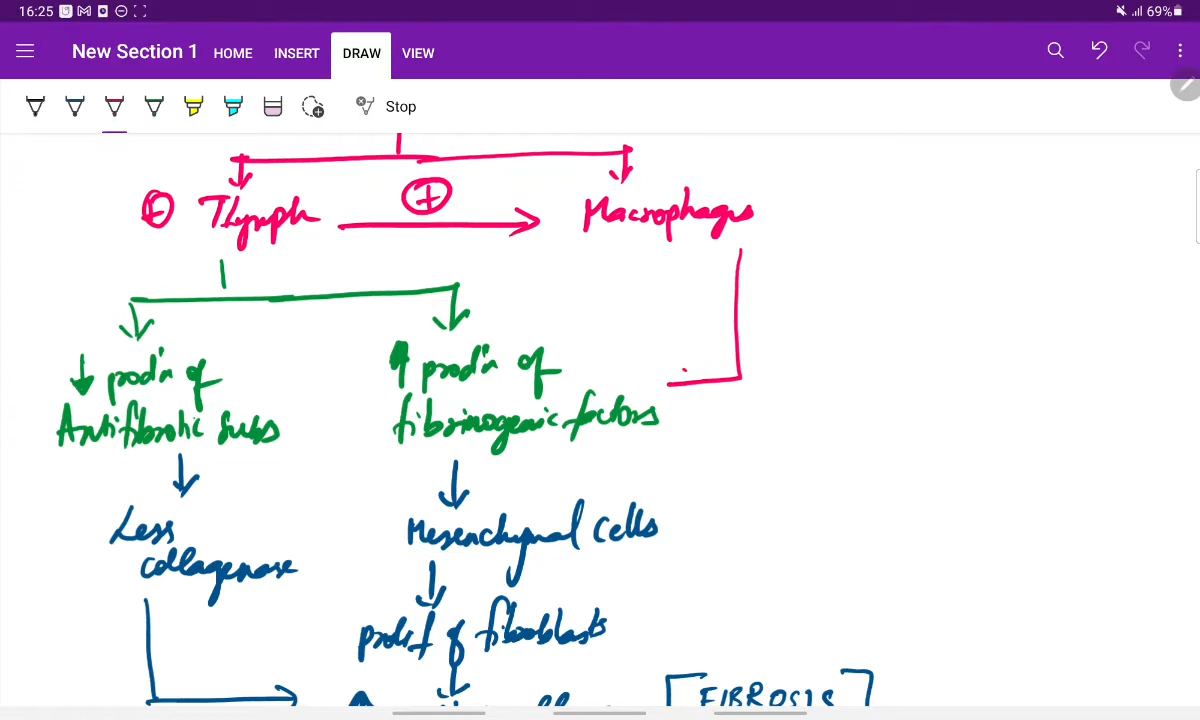 16:25
69%
New Section 1 HOME INSERT DRAW VIEW
Stop
+
+ T lymph
Macrophages
↓ prodn of
Antifibrotic subs
↑ prod'n of
fibrinogenic factors
Less
collagenase
Mesenchymal cells
prolif of fibroblasts
[FIBROSIS]